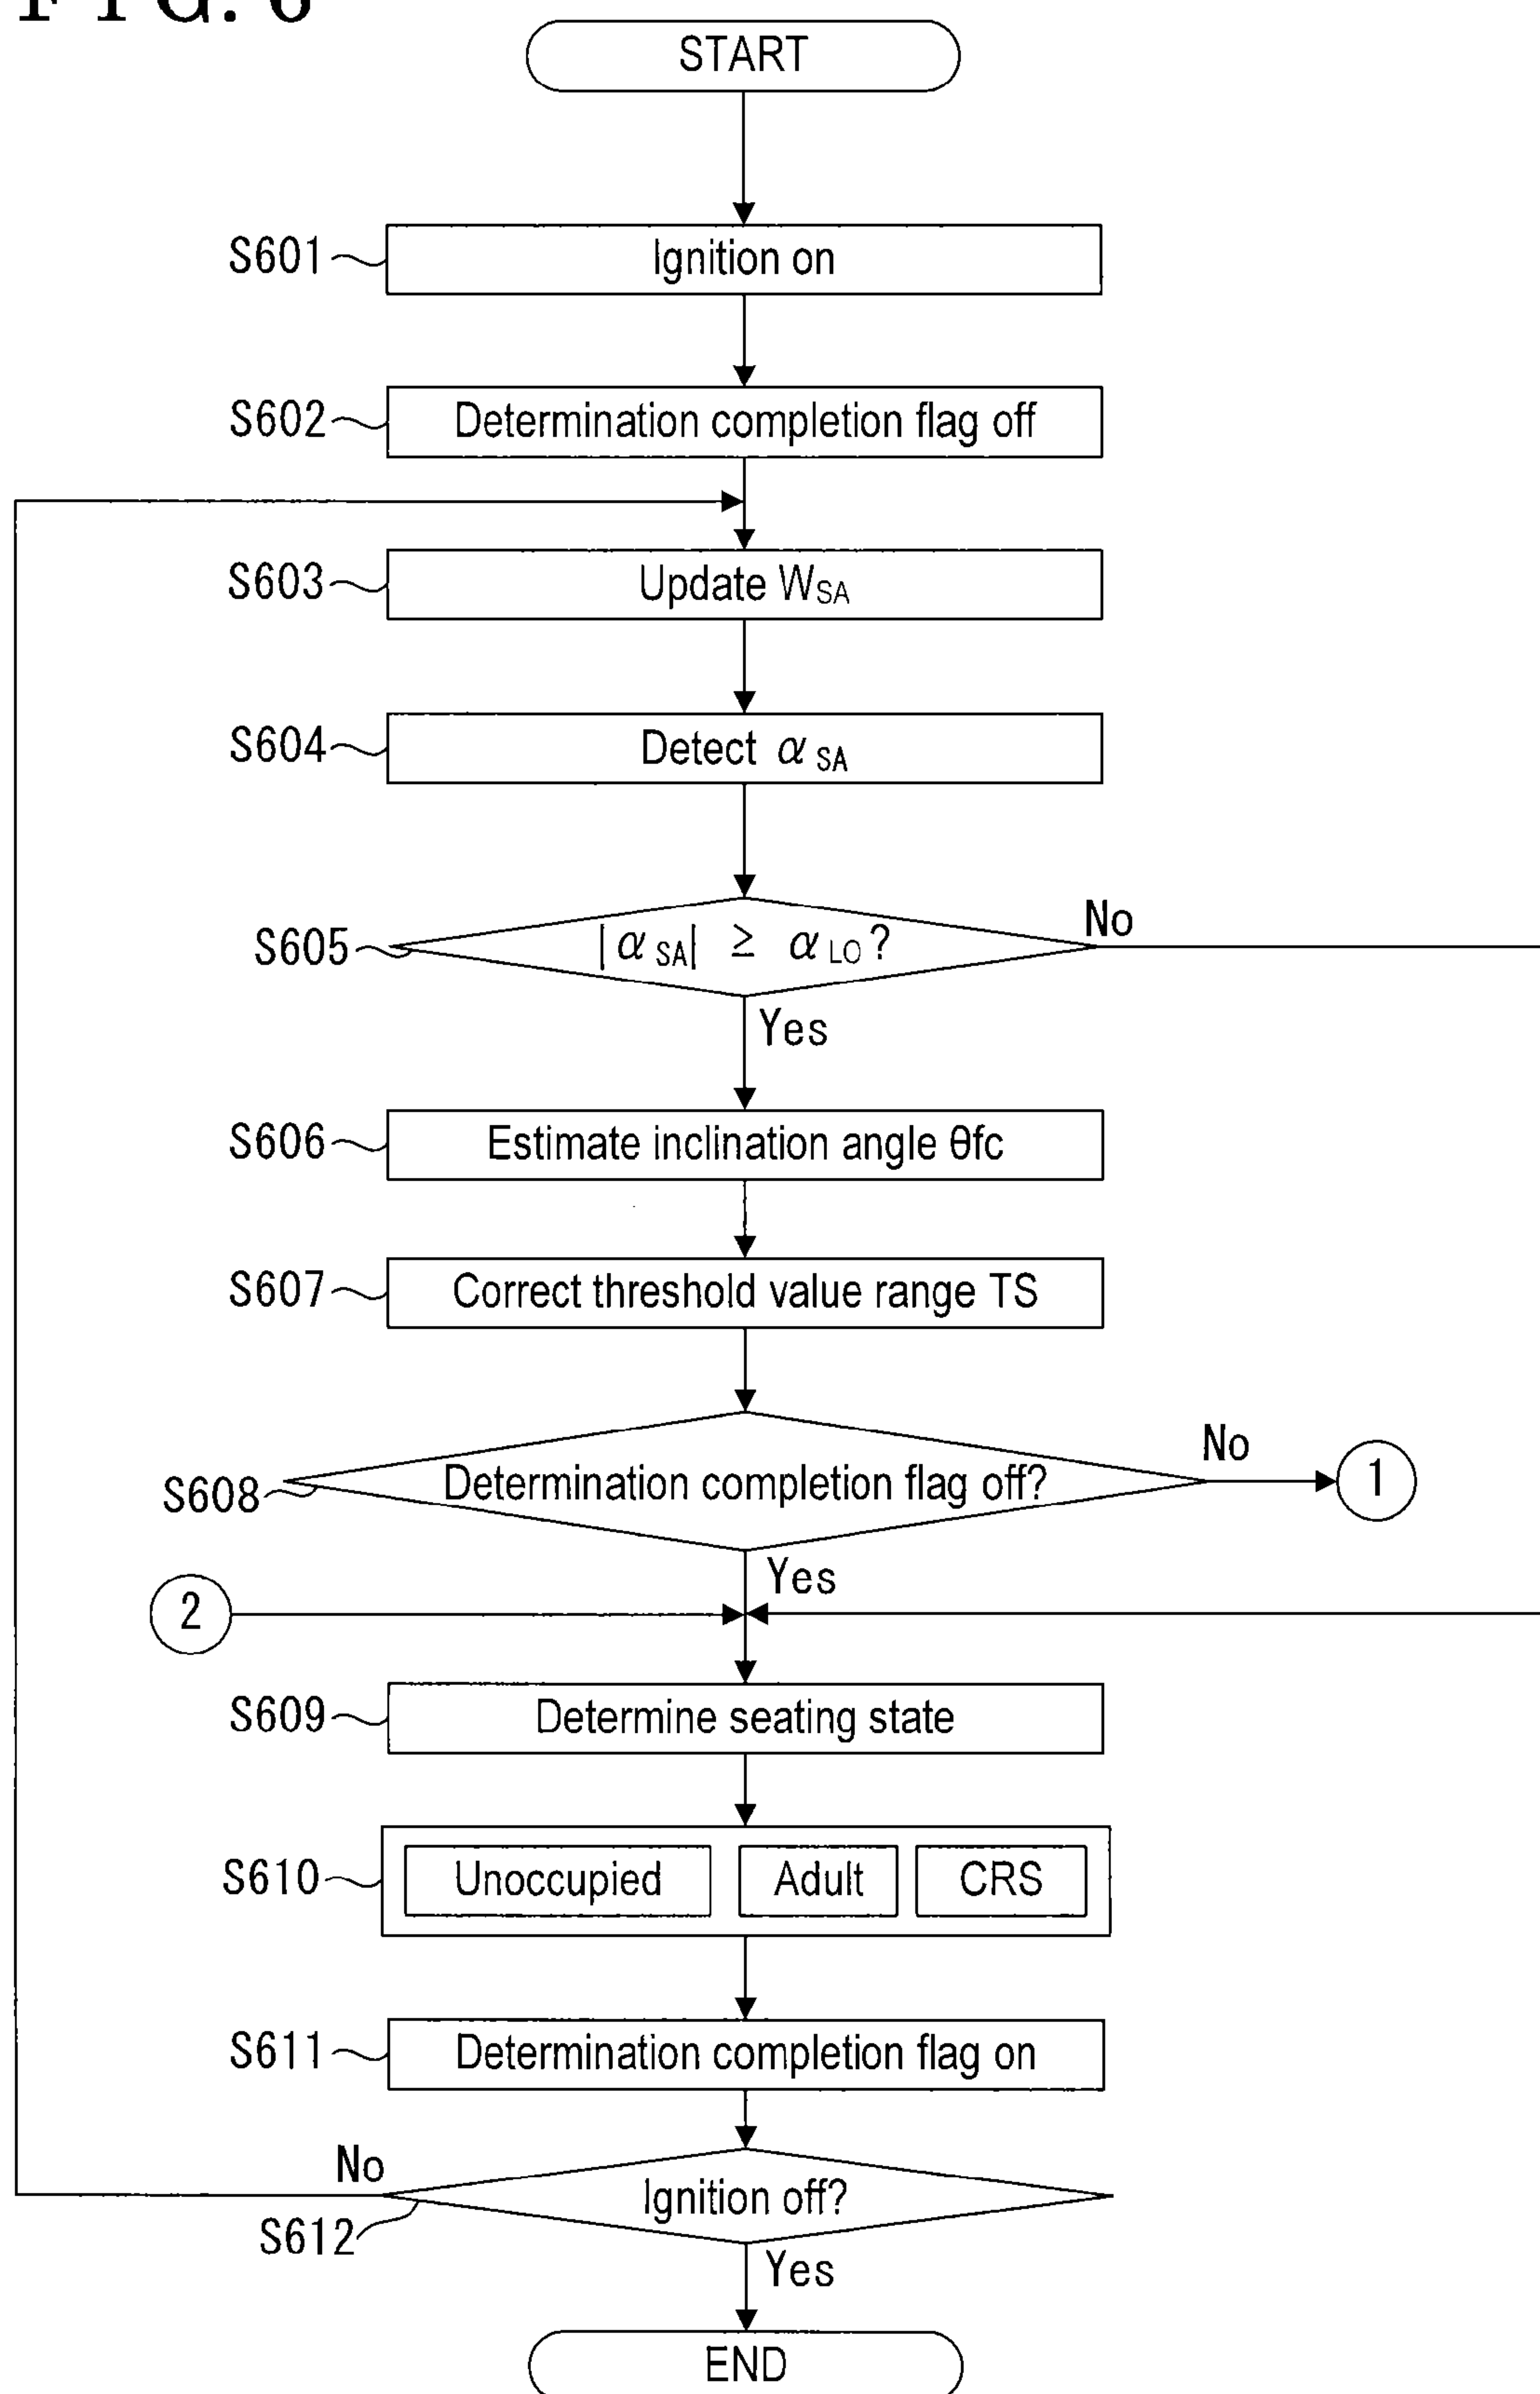 FIG. 6
START
S601 Ignition on
S602 Determination completion flag off
S603 Update WSA
S604 Detect αSA
S605 |αSA| ≥ αLO?
No
Yes
S606 Estimate inclination angle θfc
S607 Correct threshold value range TS
S608 Determination completion flag off?
No
1
Yes
2
S609 Determine seating state
S610 Unoccupied Adult CRS
S611 Determination completion flag on
No
S612 Ignition off?
Yes
END